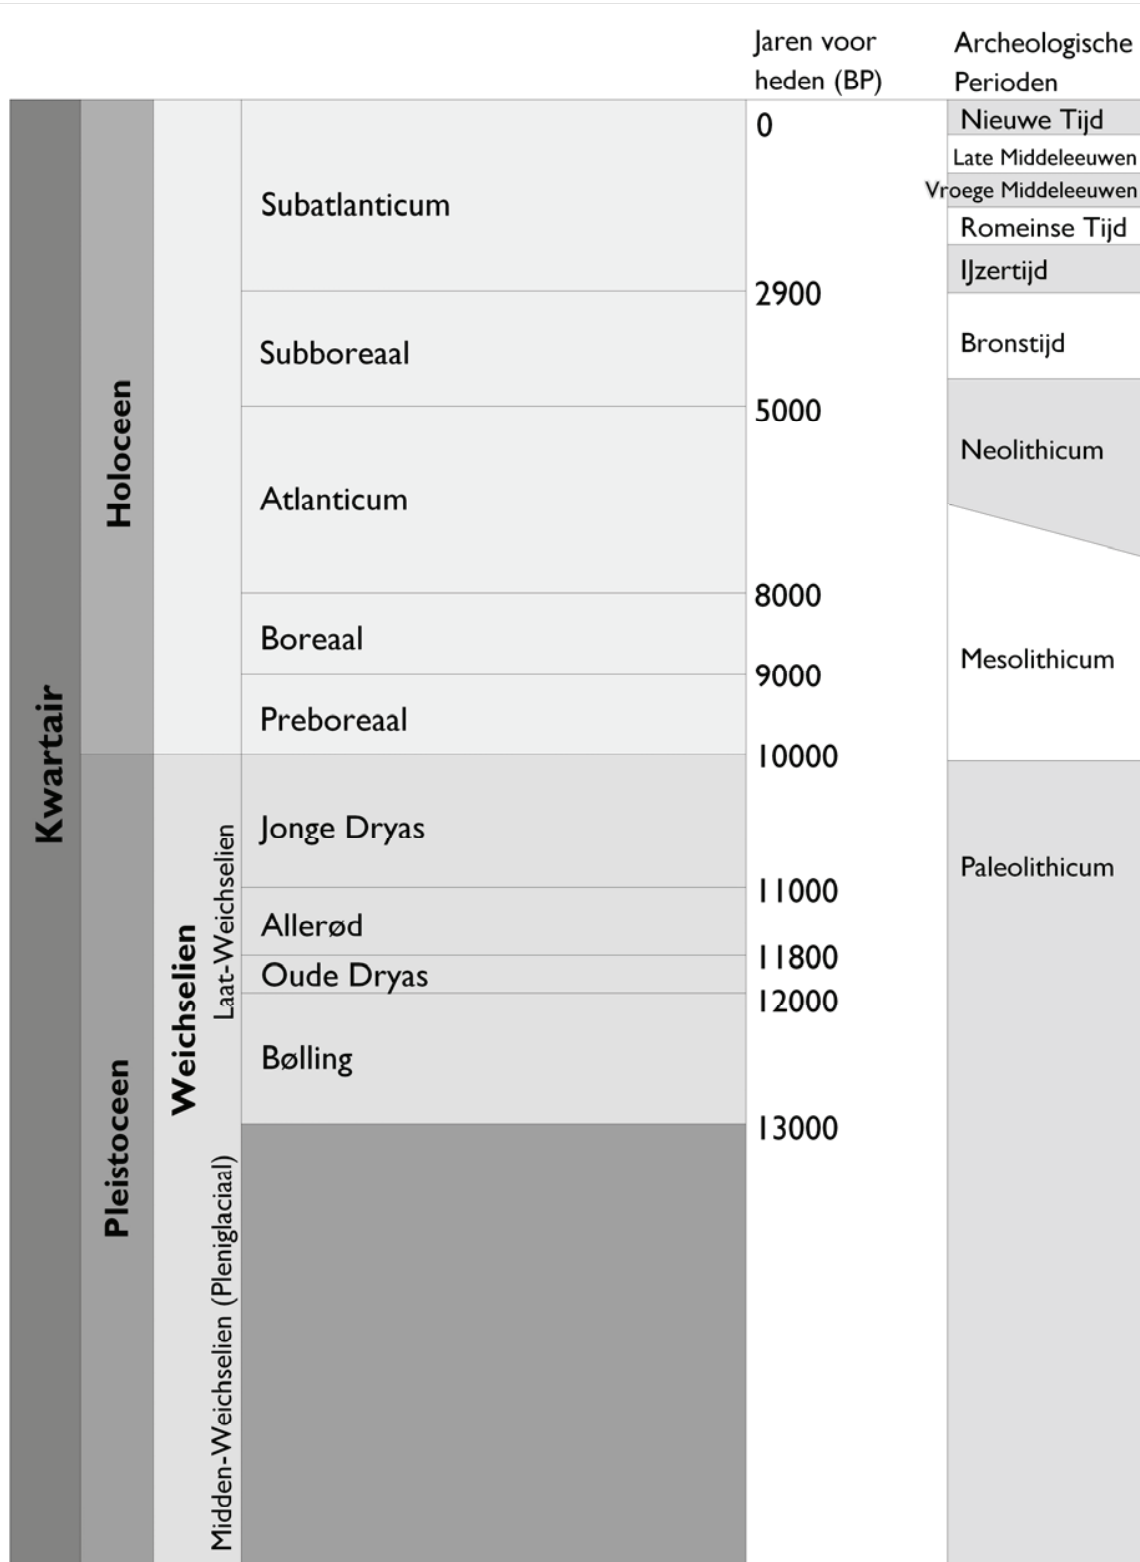 Jaren voor
heden (BP)
Archeologische
Perioden
Kwartair
Holoceen
Pleistoceen
Weichselien
Laat-Weichselien
Midden-Weichselien (Pleniglaciaal)
Subatlanticum
Subboreaal
Atlanticum
Boreaal
Preboreaal
Jonge Dryas
Allerød
Oude Dryas
Bølling
0
2900
5000
8000
9000
10000
11000
11800
12000
13000
Nieuwe Tijd
Late Middeleeuwen
Vroege Middeleeuwen
Romeinse Tijd
IJzertijd
Bronstijd
Neolithicum
Mesolithicum
Paleolithicum